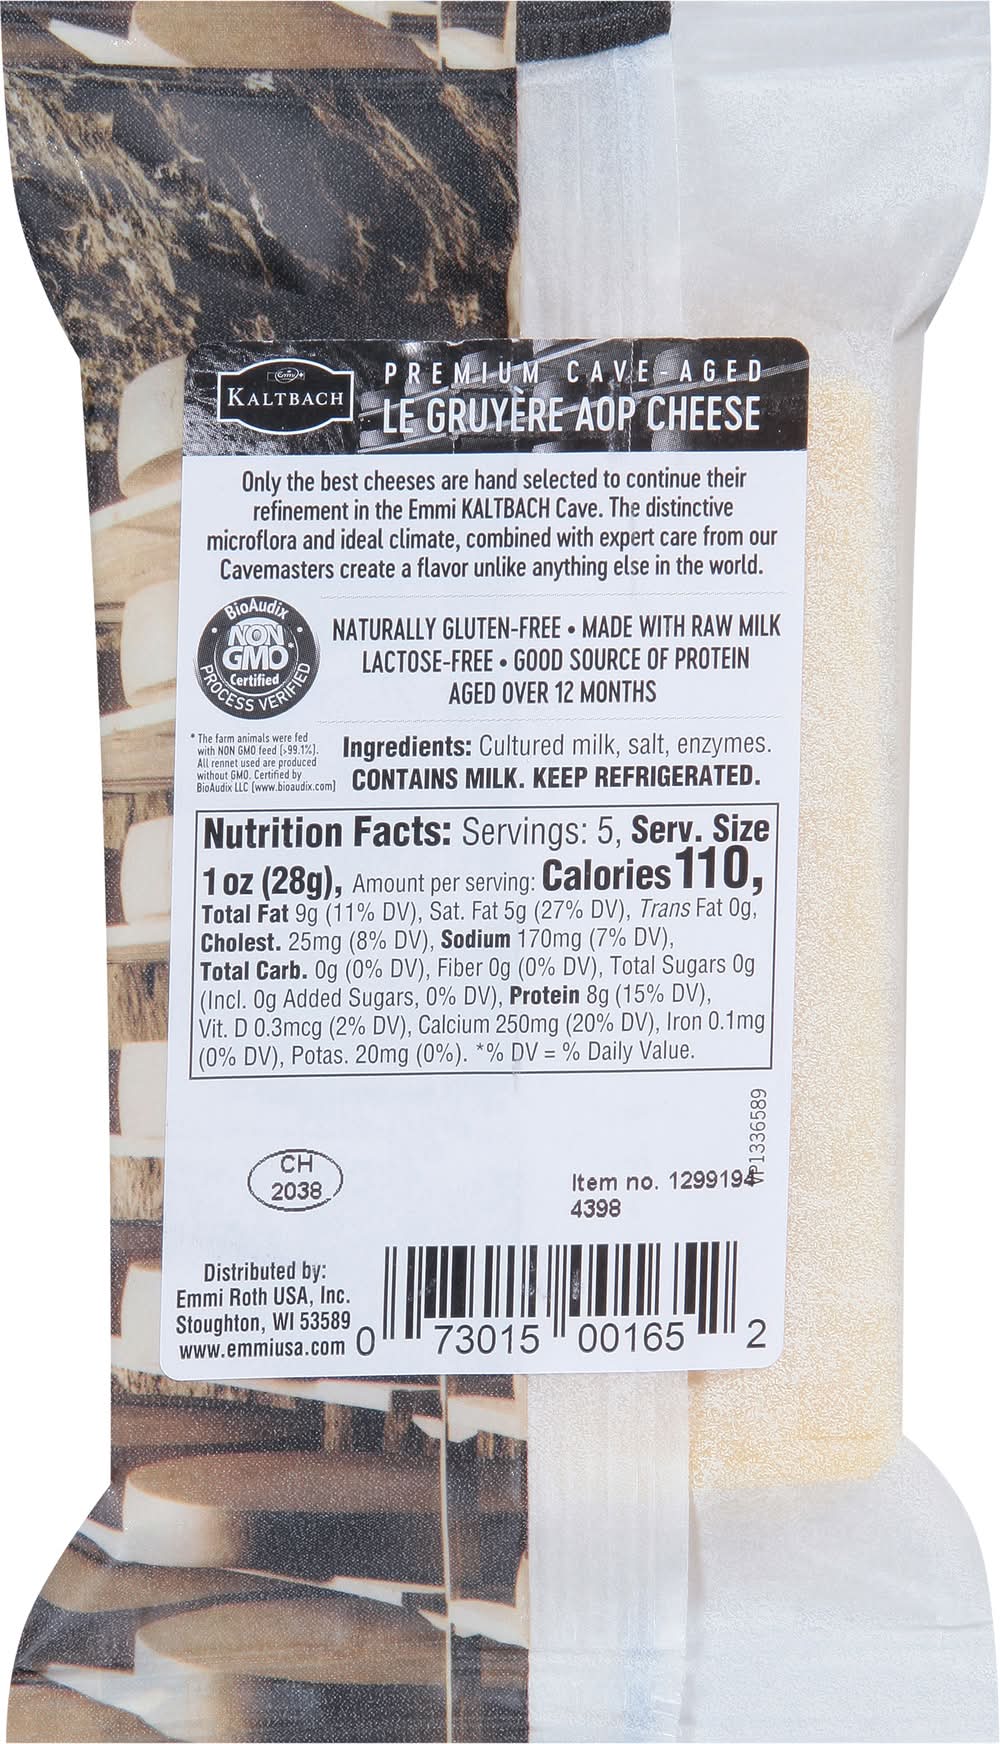 Emmi
KALTBACH
PREMIUM CAVE-AGED
LE GRUYÈRE AOP CHEESE
Only the best cheeses are hand selected to continue their
refinement in the Emmi KALTBACH Cave. The distinctive
microflora and ideal climate, combined with expert care from our
Cavemasters create a flavor unlike anything else in the world.
BioAudix
NON
GMO*
Certified
PROCESS VERIFIED
NATURALLY GLUTEN-FREE • MADE WITH RAW MILK
LACTOSE-FREE • GOOD SOURCE OF PROTEIN
AGED OVER 12 MONTHS
* The farm animals were fed
with NON GMO feed (>99.1%).
All rennet used are produced
without GMO. Certified by
BioAudix LLC (www.bioaudix.com)
Ingredients: Cultured milk, salt, enzymes.
CONTAINS MILK. KEEP REFRIGERATED.
Nutrition Facts: Servings: 5, Serv. Size
1 oz (28g), Amount per serving: Calories 110,
Total Fat 9g (11% DV), Sat. Fat 5g (27% DV), Trans Fat 0g,
Cholest. 25mg (8% DV), Sodium 170mg (7% DV),
Total Carb. 0g (0% DV), Fiber 0g (0% DV), Total Sugars 0g
(Incl. 0g Added Sugars, 0% DV), Protein 8g (15% DV),
Vit. D 0.3mcg (2% DV), Calcium 250mg (20% DV), Iron 0.1mg
(0% DV), Potas. 20mg (0%). *% DV = % Daily Value.
VP1336589
CH
2038
Item no. 1299194
4398
Distributed by:
Emmi Roth USA, Inc.
Stoughton, WI 53589
www.emmiusa.com
0 73015 00165 2